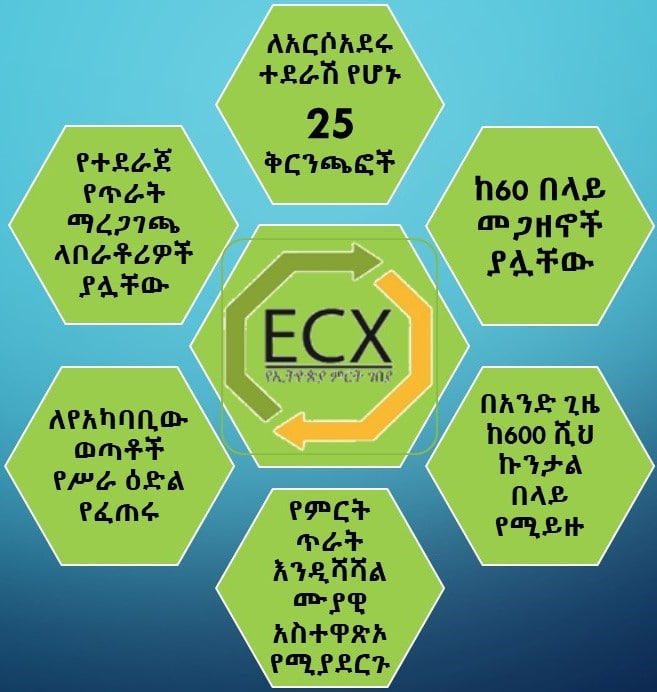 ለአርሶአደሩ
ተደራሽ የሆኑ
25
ቅርንጫፎች
ከ60 በላይ
መጋዘኖች
ያሏቸው
በአንድ ጊዜ
ከ600 ሺህ
ኩንታል
በላይ
የሚይዙ
የምርት
ጥራት
እንዲሻሻል
ሙያዊ
አስተዋጽኦ
የሚያደርጉ
ለየአካባቢው
ወጣቶች
የሥራ ዕድል
የፈጠሩ
የተደራጀ
የጥራት
ማረጋገጫ
ላቦራቶሪዎች
ያሏቸው
ECX
የኢትዮጵያ ምርት ገበያ